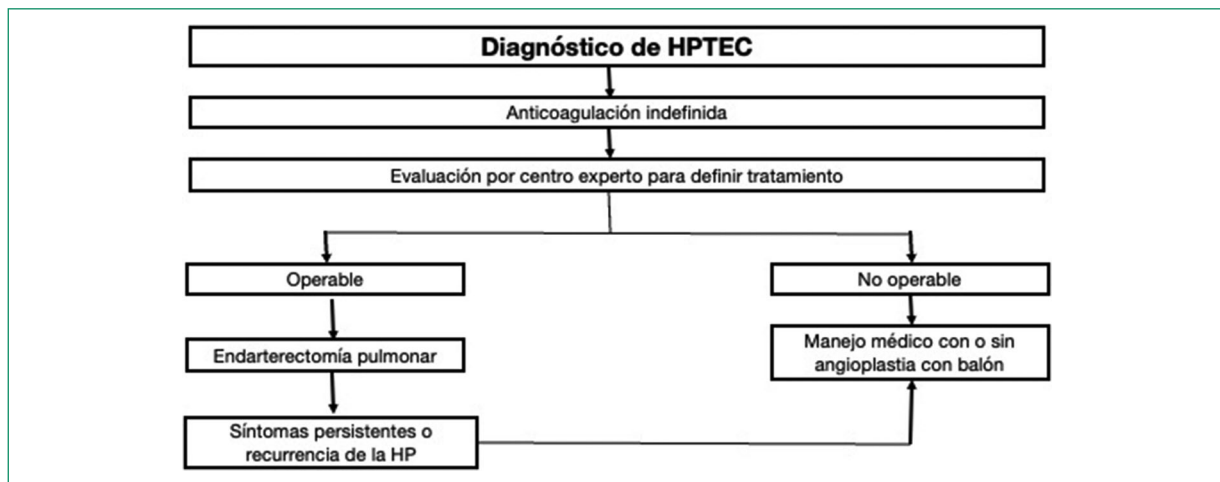 Diagnóstico de HPTEC
Anticoagulación indefinida
Evaluación por centro experto para definir tratamiento
Operable
No operable
Endarterectomía pulmonar
Manejo médico con o sin
angioplastia con balón
Síntomas persistentes o
recurrencia de la HP